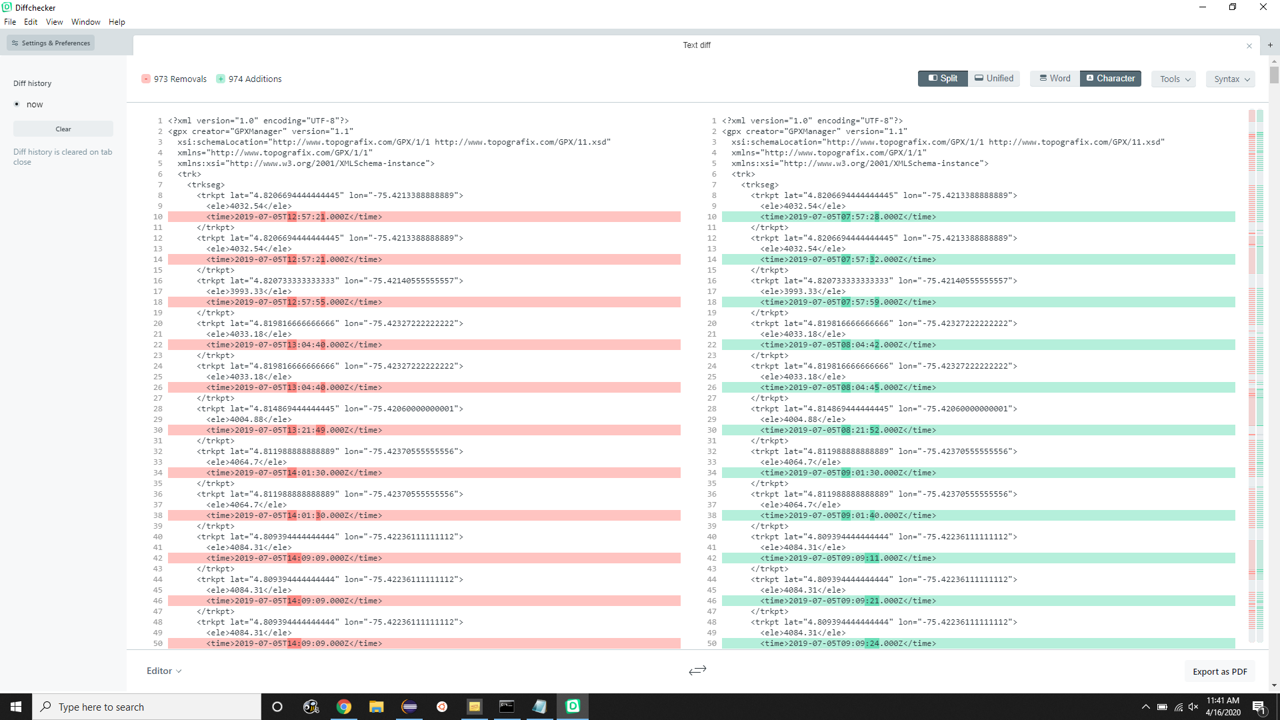 Diffchecker
File Edit View Window Help
Settings & Preferences
Text diff
Diff history
now
Clear
Diff history is cleared on tab
close
973 Removals 974 Additions
Split Unified Word Character Tools Syntax
1 <?xml version="1.0" encoding="UTF-8"?>
2 <gpx creator="GPXManager" version="1.1"
3 xsi:schemaLocation="http://www.topografix.com/GPX/1/1 http://www.topografix.com/GPX/11.xsd"
4 xmlns="http://www.topografix.com/GPX/1/1"
5 xmlns:xsi="http://www.w3.org/2001/XMLSchema-instance">
6 <trk>
7 <trkseg>
8 <trkpt lat="4.8206694444444445" lon="-75.4213388888889">
9 <ele>4032.54</ele>
10 <time>2019-07-05T12:57:21.000Z</time>
11 </trkpt>
12 <trkpt lat="4.8206694444444445" lon="-75.4213388888889">
13 <ele>4032.54</ele>
14 <time>2019-07-05T12:57:21.000Z</time>
15 </trkpt>
16 <trkpt lat="4.820733333333333" lon="-75.42140555555557">
17 <ele>3993.33</ele>
18 <time>2019-07-05T12:57:55.000Z</time>
19 </trkpt>
20 <trkpt lat="4.819816666666666" lon="-75.42372222222222">
21 <ele>4033.18</ele>
22 <time>2019-07-05T13:04:40.000Z</time>
23 </trkpt>
24 <trkpt lat="4.819816666666666" lon="-75.42372222222222">
25 <ele>4033.18</ele>
26 <time>2019-07-05T13:04:40.000Z</time>
27 </trkpt>
28 <trkpt lat="4.814869444444445" lon="-75.42060000000001">
29 <ele>4004.88</ele>
30 <time>2019-07-05T13:21:49.000Z</time>
31 </trkpt>
32 <trkpt lat="4.811988888888889" lon="-75.42370555555556">
33 <ele>4064.7</ele>
34 <time>2019-07-05T14:01:30.000Z</time>
35 </trkpt>
36 <trkpt lat="4.811988888888889" lon="-75.42370555555556">
37 <ele>4064.7</ele>
38 <time>2019-07-05T14:01:30.000Z</time>
39 </trkpt>
40 <trkpt lat="4.809394444444444" lon="-75.42236111111112">
41 <ele>4084.31</ele>
42 <time>2019-07-05T14:09:09.000Z</time>
43 </trkpt>
44 <trkpt lat="4.809394444444444" lon="-75.42236111111112">
45 <ele>4084.31</ele>
46 <time>2019-07-05T14:09:09.000Z</time>
47 </trkpt>
48 <trkpt lat="4.809394444444444" lon="-75.42236111111112">
49 <ele>4084.31</ele>
50 <time>2019-07-05T14:09:09.000Z</time>
1 <?xml version="1.0" encoding="UTF-8"?>
2 <gpx creator="GPXManager" version="1.1"
3 xsi:schemaLocation="http://www.topografix.com/GPX/1/1 http://www.topografix.com/GPX/11.xsd"
4 xmlns="http://www.topografix.com/GPX/1/1"
5 xmlns:xsi="http://www.w3.org/2001/XMLSchema-instance">
6 <trk>
7 <trkseg>
8 <trkpt lat="4.8206694444444445" lon="-75.4213388888889">
9 <ele>4032.54</ele>
10 <time>2019-07-05T07:57:28.000Z</time>
11 </trkpt>
12 <trkpt lat="4.8206694444444445" lon="-75.4213388888889">
13 <ele>4032.54</ele>
14 <time>2019-07-05T07:57:32.000Z</time>
15 </trkpt>
16 <trkpt lat="4.820733333333333" lon="-75.42140555555557">
17 <ele>3993.33</ele>
18 <time>2019-07-05T07:57:59.000Z</time>
19 </trkpt>
20 <trkpt lat="4.819816666666666" lon="-75.42372222222222">
21 <ele>4033.18</ele>
22 <time>2019-07-05T08:04:42.000Z</time>
23 </trkpt>
24 <trkpt lat="4.819816666666666" lon="-75.42372222222222">
25 <ele>4033.18</ele>
26 <time>2019-07-05T08:04:45.000Z</time>
27 </trkpt>
28 <trkpt lat="4.814869444444445" lon="-75.42060000000001">
29 <ele>4004.88</ele>
30 <time>2019-07-05T08:21:52.000Z</time>
31 </trkpt>
32 <trkpt lat="4.811988888888889" lon="-75.42370555555556">
33 <ele>4064.7</ele>
34 <time>2019-07-05T09:01:30.000Z</time>
35 </trkpt>
36 <trkpt lat="4.811988888888889" lon="-75.42370555555556">
37 <ele>4064.7</ele>
38 <time>2019-07-05T09:01:40.000Z</time>
39 </trkpt>
40 <trkpt lat="4.809394444444444" lon="-75.42236111111112">
41 <ele>4084.31</ele>
42 <time>2019-07-05T09:09:11.000Z</time>
43 </trkpt>
44 <trkpt lat="4.809394444444444" lon="-75.42236111111112">
45 <ele>4084.31</ele>
46 <time>2019-07-05T09:09:21.000Z</time>
47 </trkpt>
48 <trkpt lat="4.809394444444444" lon="-75.42236111111112">
49 <ele>4084.31</ele>
50 <time>2019-07-05T09:09:24.000Z</time>
Editor Export as PDF
Type here to search
11:41 AM
4/16/2020